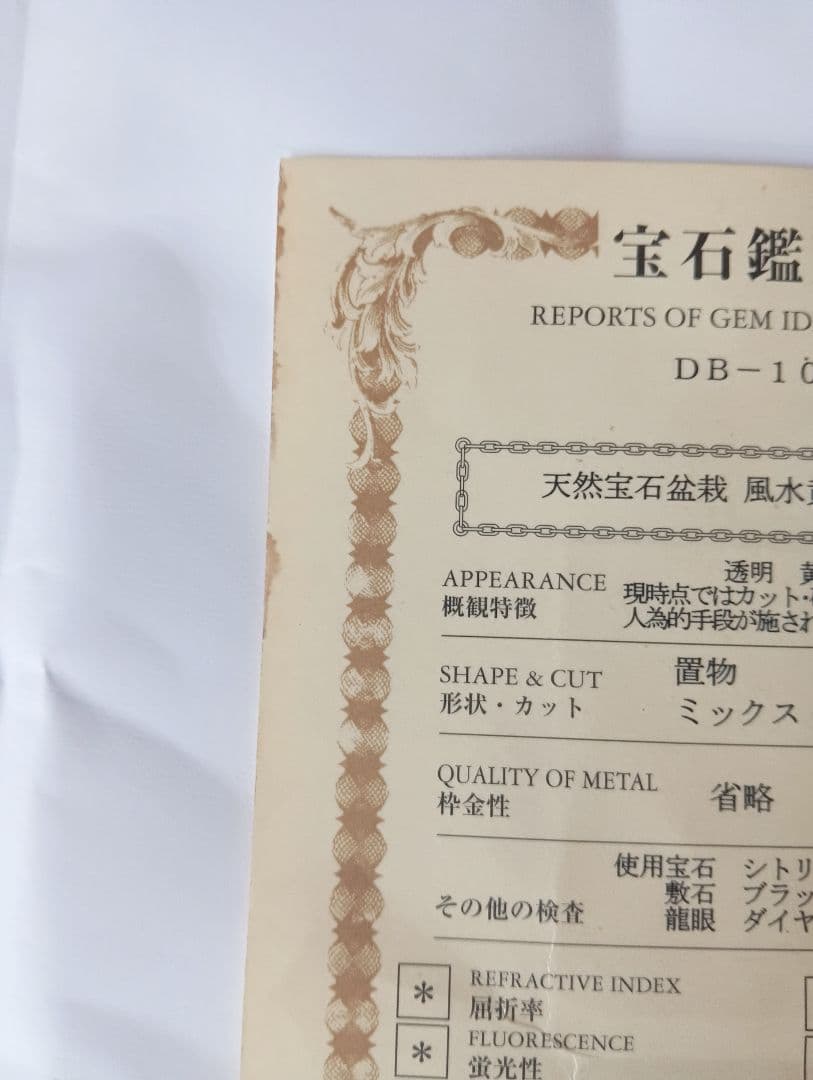 宝石鑑
REPORTS OF GEM ID
DB-10
天然宝石盆栽 風水
APPEARANCE 透明 黄
概観特徴 現時点ではカット・
人為的手段が施され
SHAPE & CUT 置物
形状・カット ミックス
QUALITY OF METAL 省略
枠金性
使用宝石 シトリ
敷石 ブラッ
その他の検査 龍眼 ダイヤ
* REFRACTIVE INDEX
屈折率
* FLUORESCENCE
蛍光性